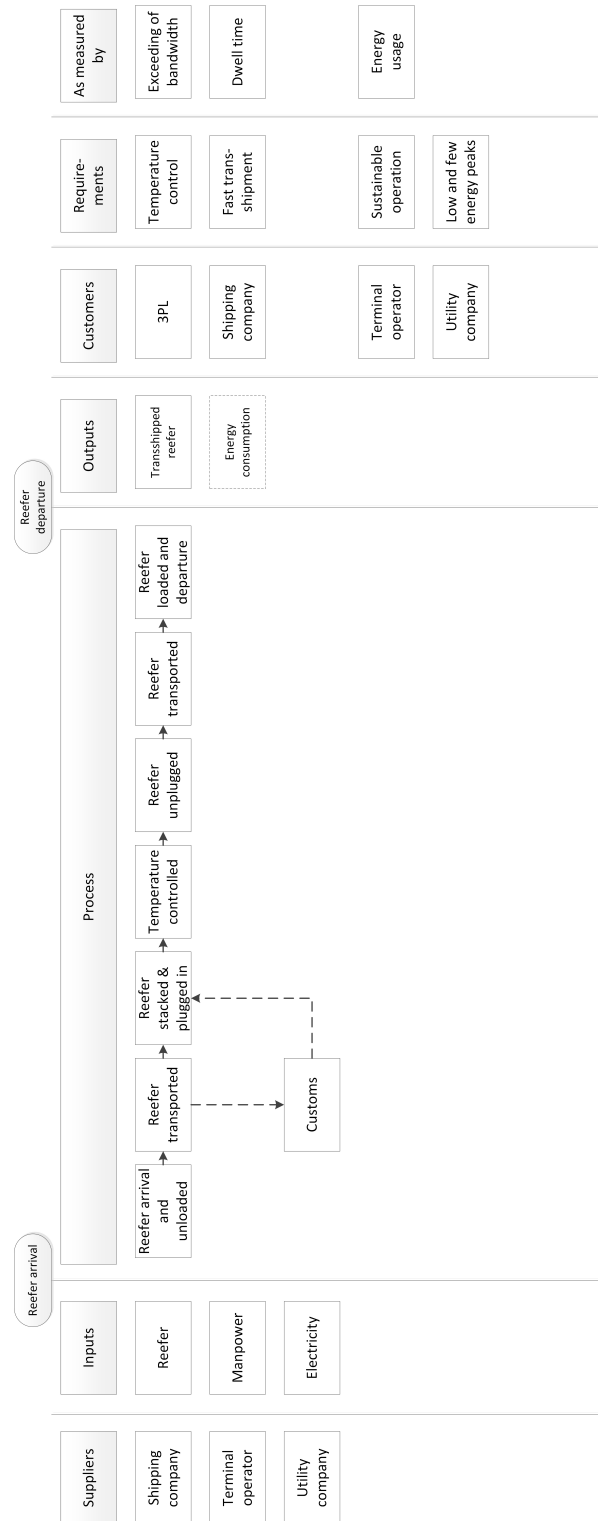 Reefer arrival
Reefer
departure
Suppliers
Inputs
Process
Outputs
Customers
Require-
ments
As measured
by
Shipping
company
Reefer
Reefer arrival
and
unloaded
Reefer
transported
Reefer
stacked &
plugged in
Temperature
controlled
Reefer
unplugged
Reefer
transported
Reefer
loaded and
departure
Transshipped
reefer
3PL
Temperature
control
Exceeding of
bandwidth
Terminal
operator
Manpower
Energy
consumption
Shipping
company
Fast trans-
shipment
Dwell time
Utility
company
Electricity
Customs
Terminal
operator
Sustainable
operation
Energy
usage
Utility
company
Low and few
energy peaks